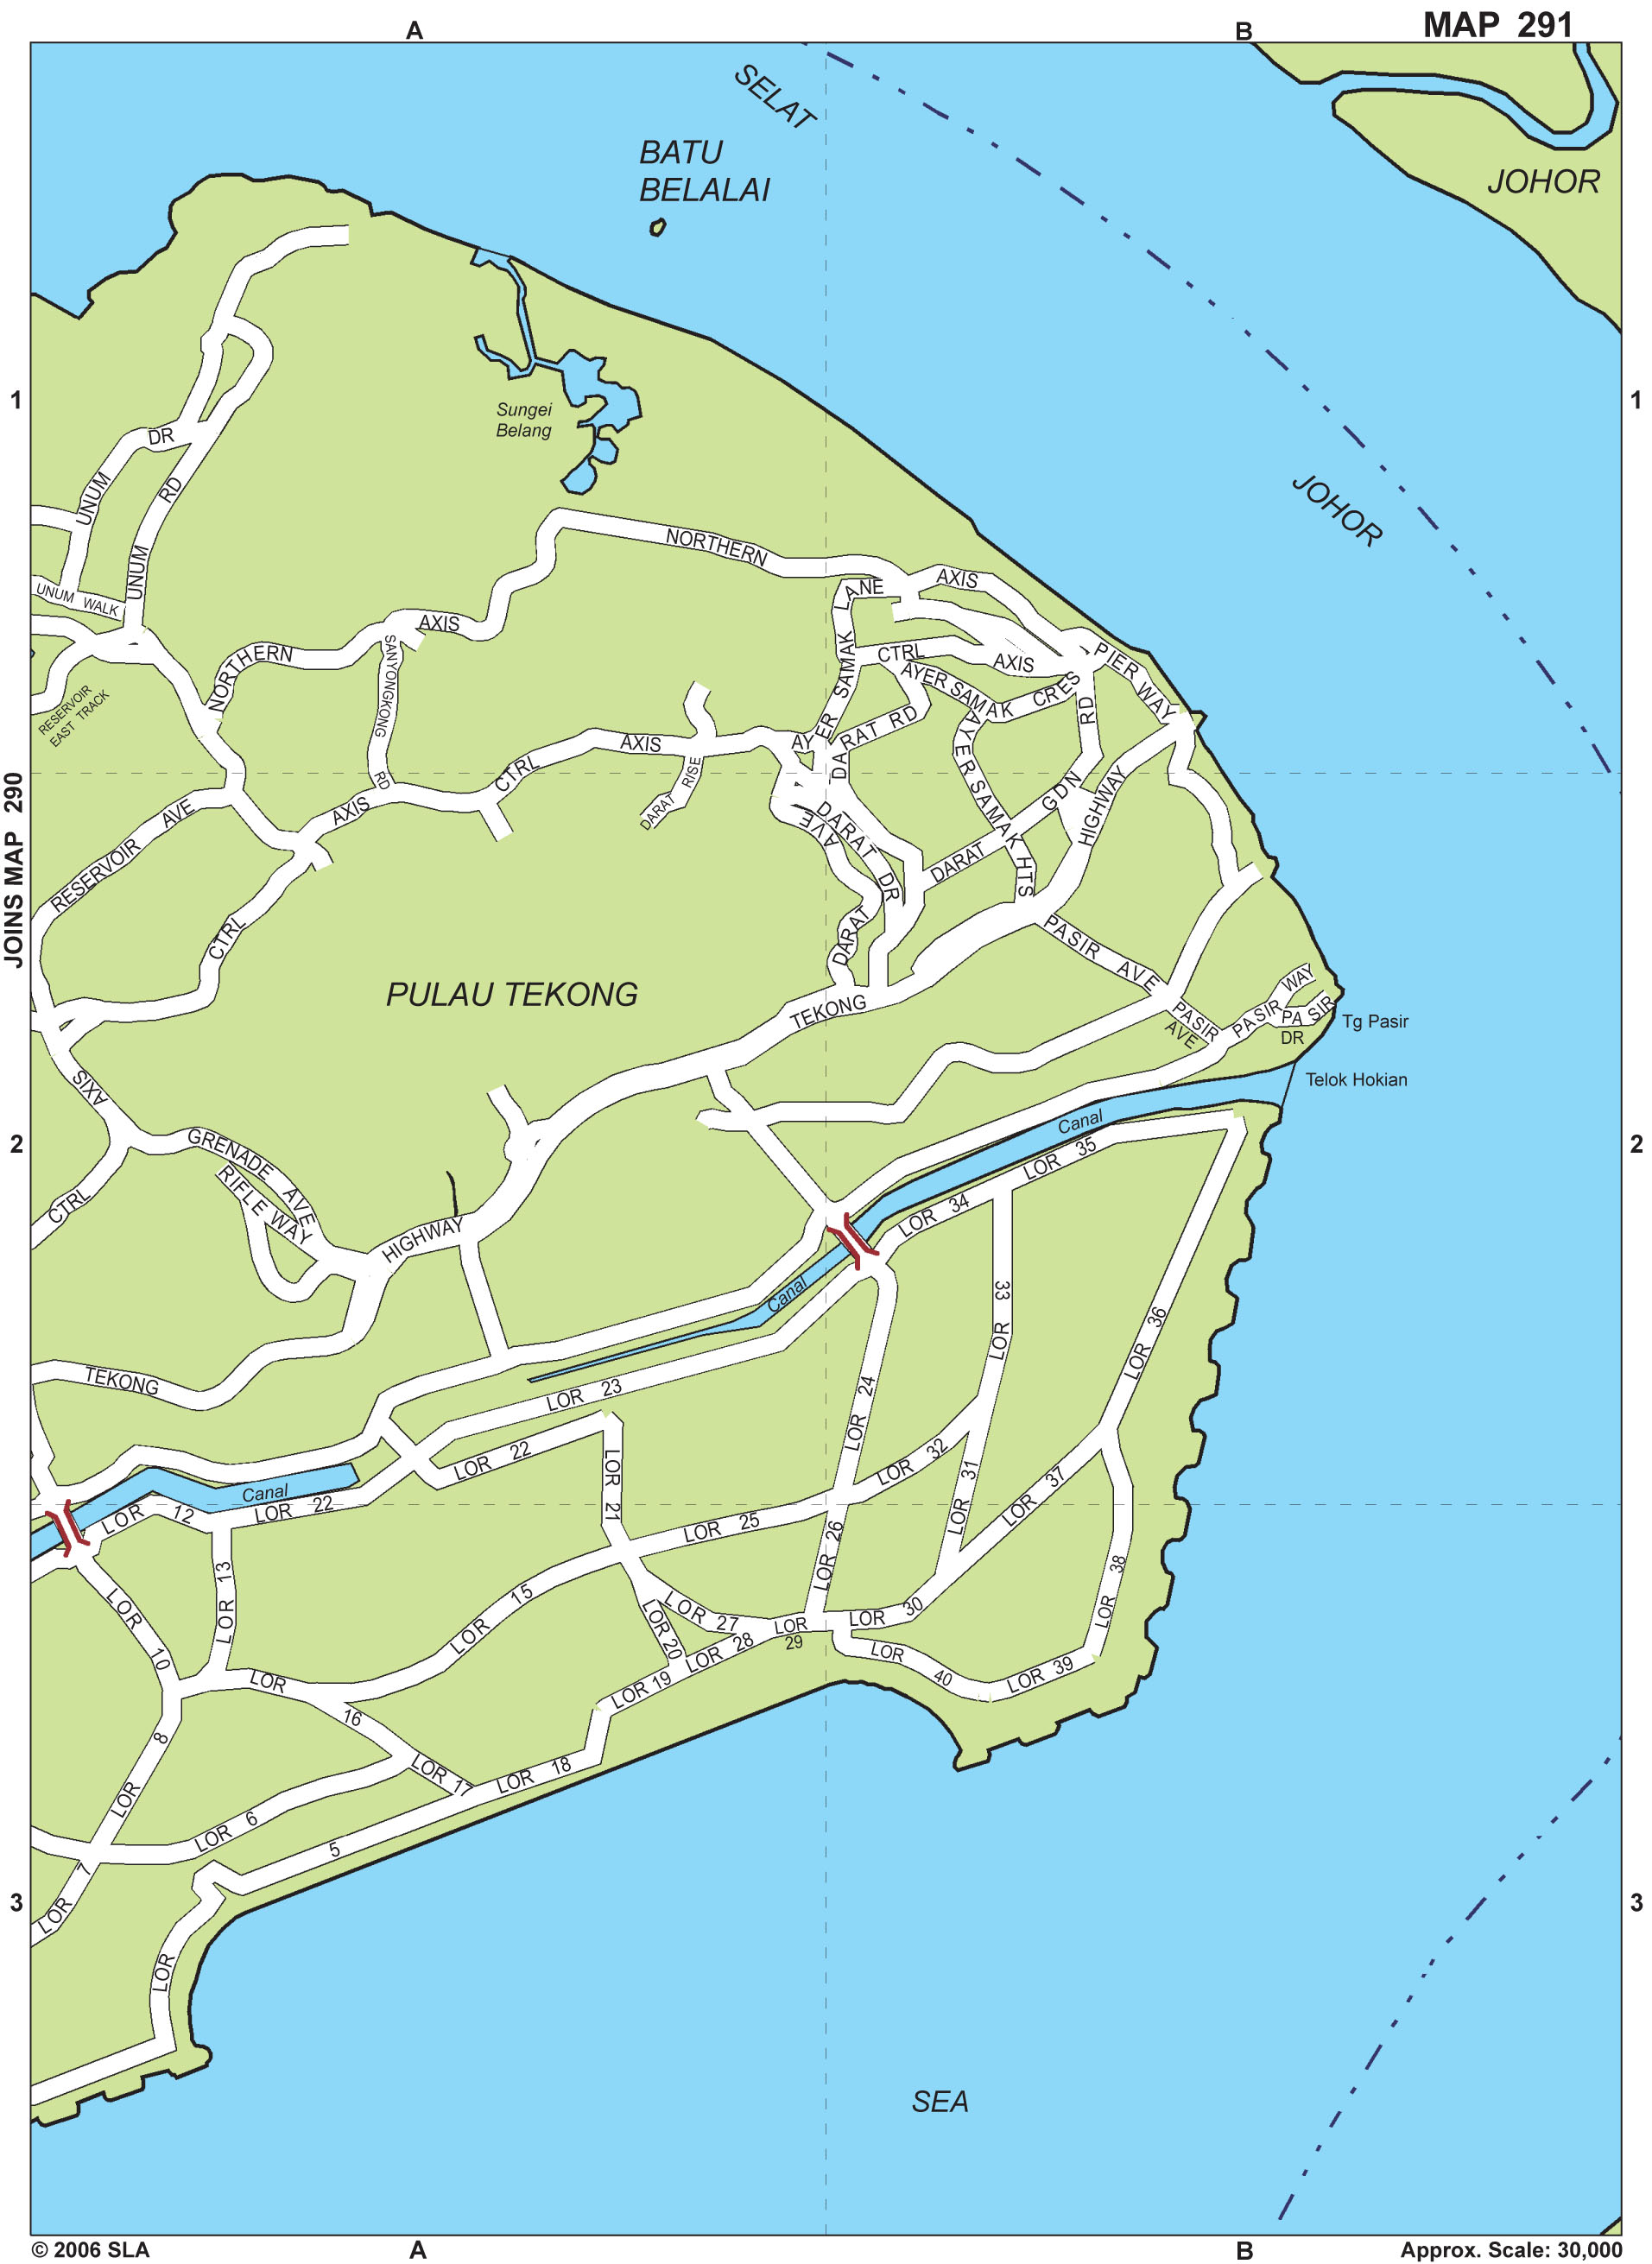 A
B
MAP 291
SELAT
BATU
BELALAI
JOHOR
1
1
Sungei
Belang
DR
UNUM
RD
UNUM
UNUM WALK
JOHOR
NORTHERN
AXIS
LANE
AXIS
NORTHERN
SANYONGKONG
RD
CTRL
AXIS
PIER WAY
AYER SAMAK
AYER SAMAK CRES
RESERVOIR
EAST TRACK
DARAT RD
RD
AXIS
CTRL
DARAT RISE
AYER SAMAK HTS
GDN
HIGHWAY
JOINS MAP 290
RESERVOIR AVE
AXIS
CTRL
AVE
DARAT DR
DARAT
DARAT
PASIR AVE
PULAU TEKONG
TEKONG
PASIR
AVE
PASIR WAY
PASIR
DR
Tg Pasir
Telok Hokian
AXIS
2
2
CTRL
GRENADE AVE
RIFLE WAY
HIGHWAY
Canal
LOR 35
LOR 34
Canal
33
LOR
LOR 36
TEKONG
LOR 23
LOR 24
LOR 22
LOR 21
LOR 32
31
LOR
LOR 37
Canal
LOR 12
LOR 22
LOR 25
LOR 26
LOR 13
LOR 10
LOR 15
LOR 27
LOR 20
LOR 28
LOR
29
LOR 30
38
LOR
LOR 40
LOR 39
LOR
16
LOR 19
8
LOR
LOR 17
LOR 18
LOR 6
5
7
LOR
3
3
LOR
SEA
© 2006 SLA
A
B
Approx. Scale: 30,000